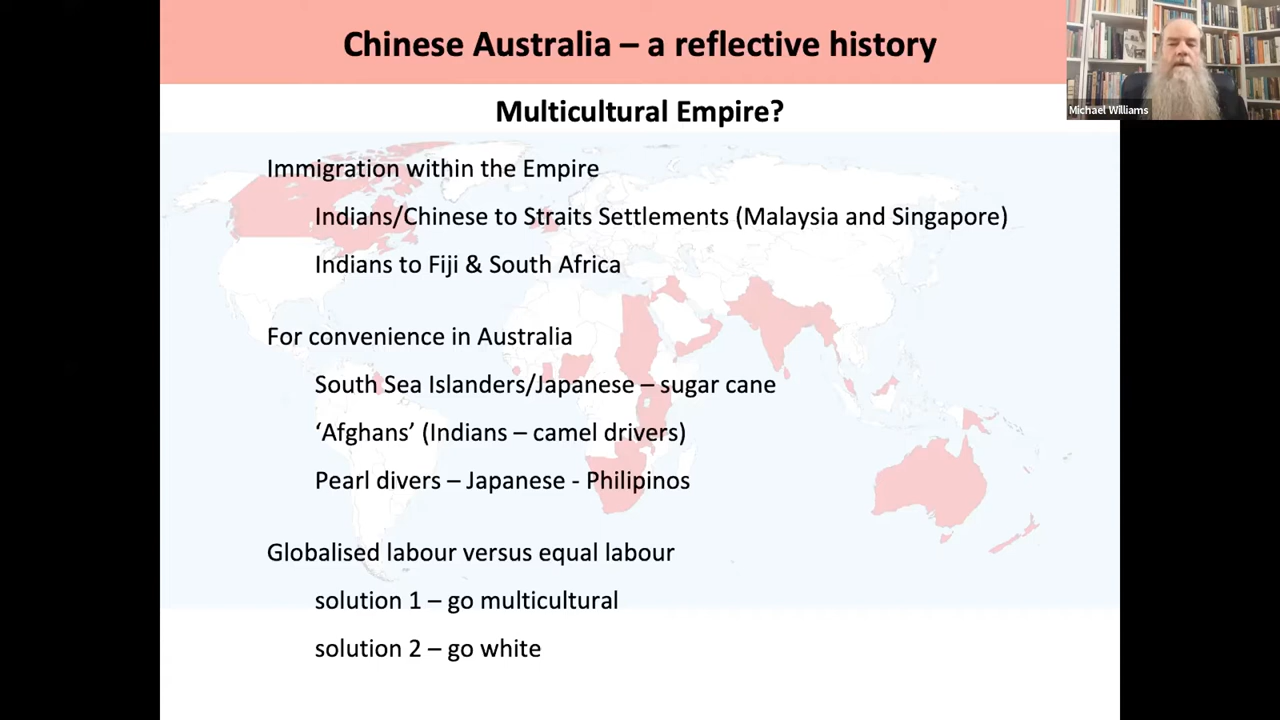 Chinese Australia – a reflective history
Michael Williams
Multicultural Empire?
Immigration within the Empire
Indians/Chinese to Straits Settlements (Malaysia and Singapore)
Indians to Fiji & South Africa
For convenience in Australia
South Sea Islanders/Japanese – sugar cane
‘Afghans’ (Indians – camel drivers)
Pearl divers – Japanese - Philipinos
Globalised labour versus equal labour
solution 1 – go multicultural
solution 2 – go white